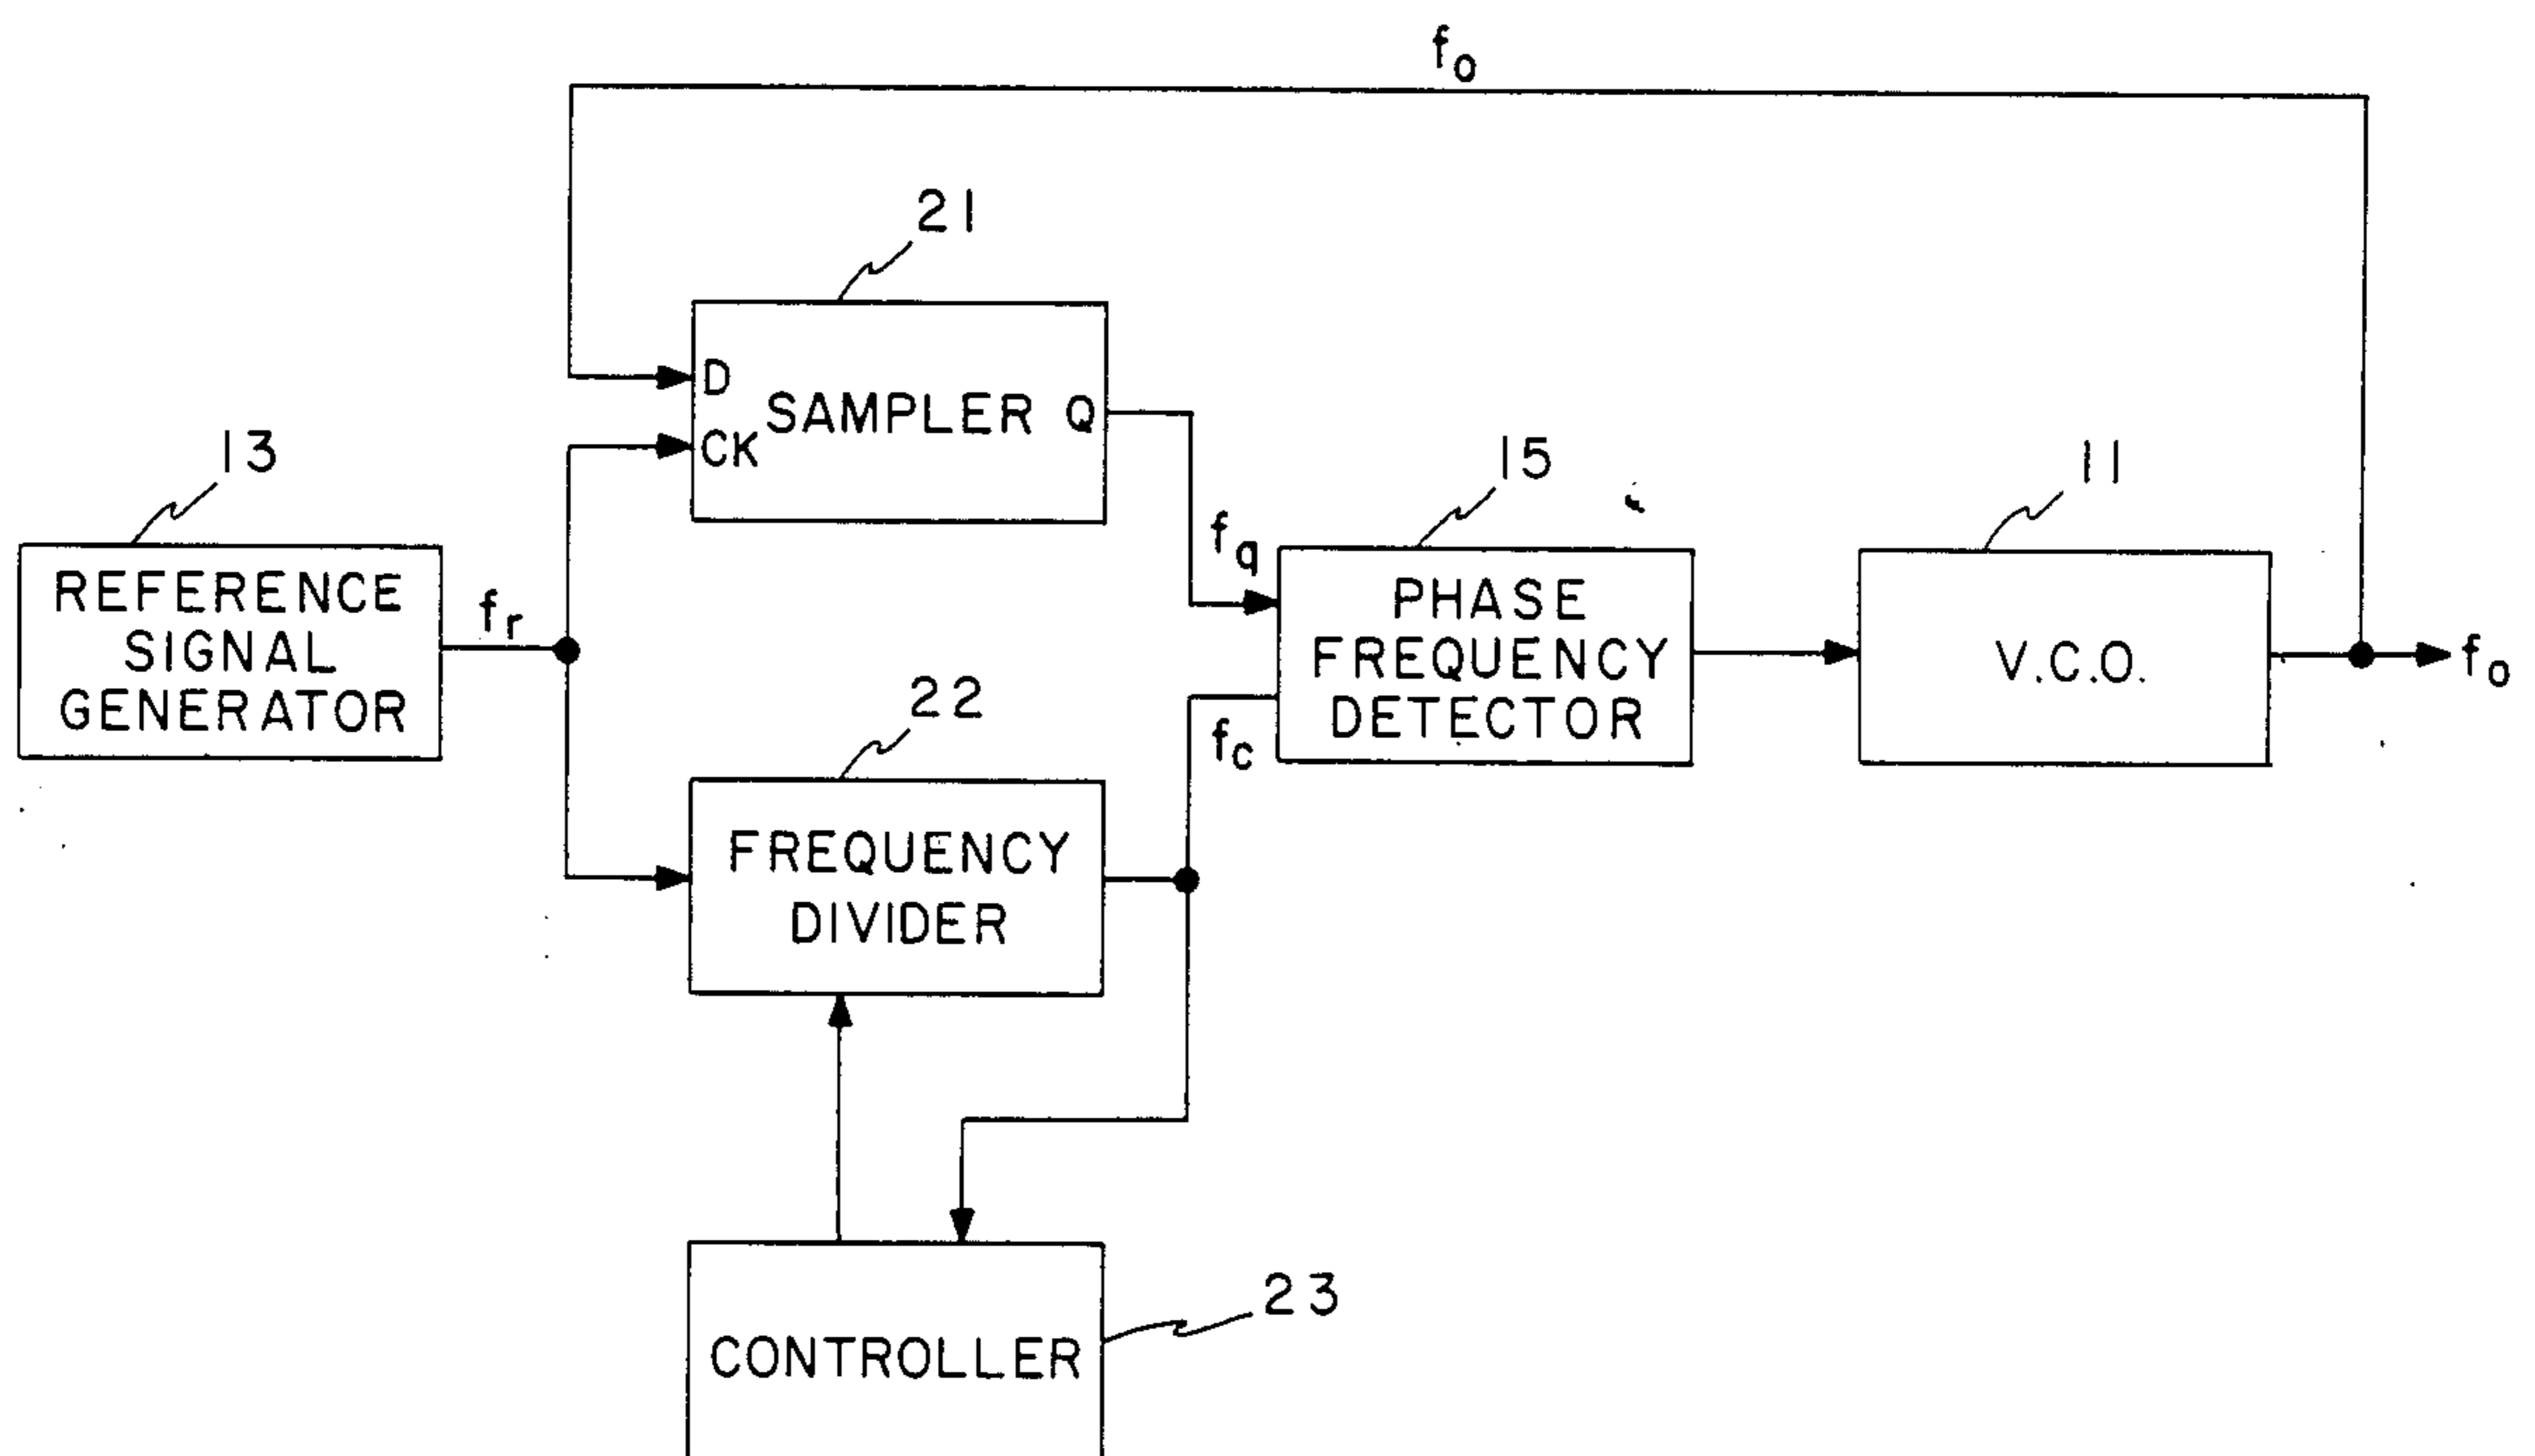 fo
21
D
SAMPLER Q
CK
13
15
11
REFERENCE
SIGNAL
GENERATOR
fr
fq
PHASE
FREQUENCY
DETECTOR
V.C.O.
fo
22
fc
FREQUENCY
DIVIDER
23
CONTROLLER